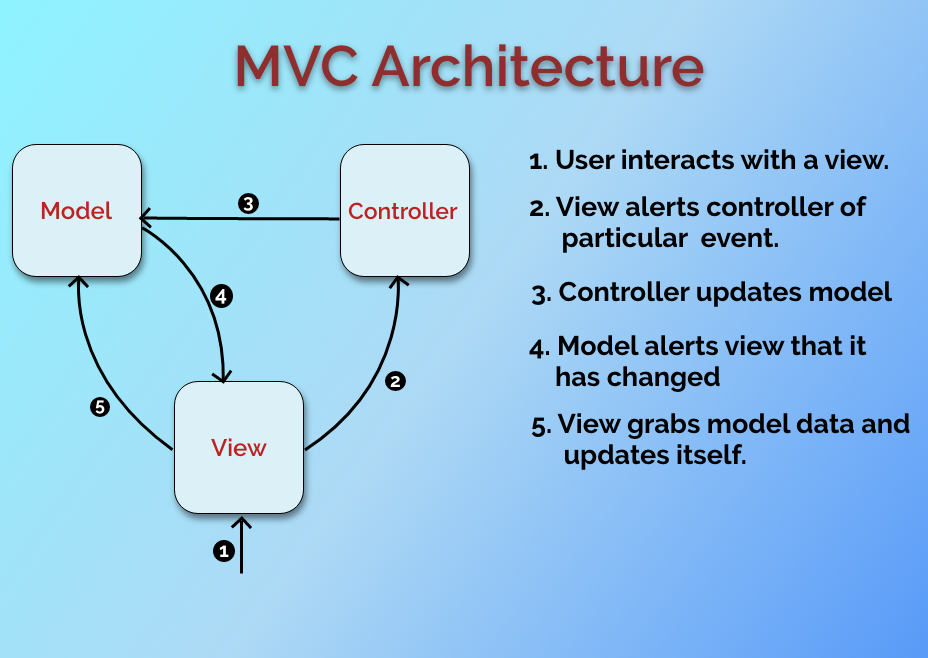 MVC Architecture
Model
Controller
View
3
4
2
5
1
1. User interacts with a view.
2. View alerts controller of
particular event.
3. Controller updates model
4. Model alerts view that it
has changed
5. View grabs model data and
updates itself.